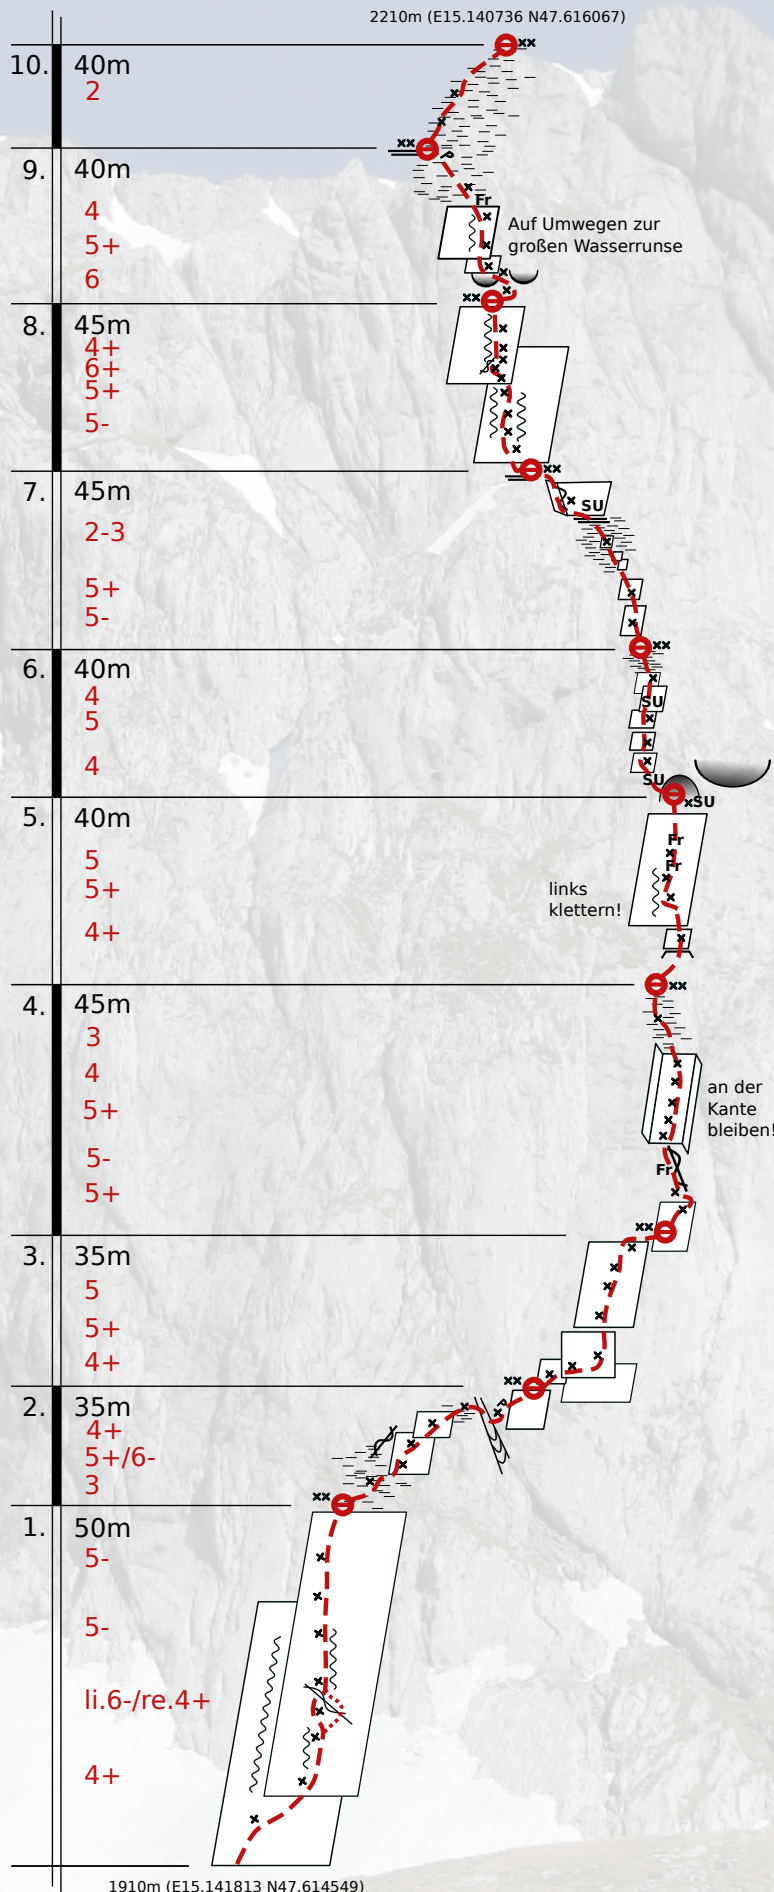 2210m (E15.140736 N47.616067)
10. 40m
2
9. 40m
Fr
4
Auf Umwegen zur
5+
großen Wasserrunse
6
8. 45m
4+
6+
5+
5-
7. 45m
SU
2-3
5+
5-
6. 40m
4
SU
5
4
SU
SU
5. 40m
Fr
5
Fr
5+
links
klettern!
4+
4. 45m
3
4
an der
Kante
bleiben!
5+
5-
Fr
5+
3. 35m
5
5+
4+
2. 35m
4+
5+/6-
3
1. 50m
5-
5-
li.6-/re.4+
4+
1910m (E15.141813 N47.614549)